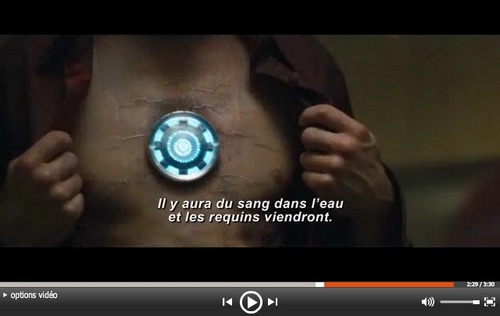 Il y aura du sang dans l'eau
et les requins viendront.
2:29 / 3:30
options vidéo